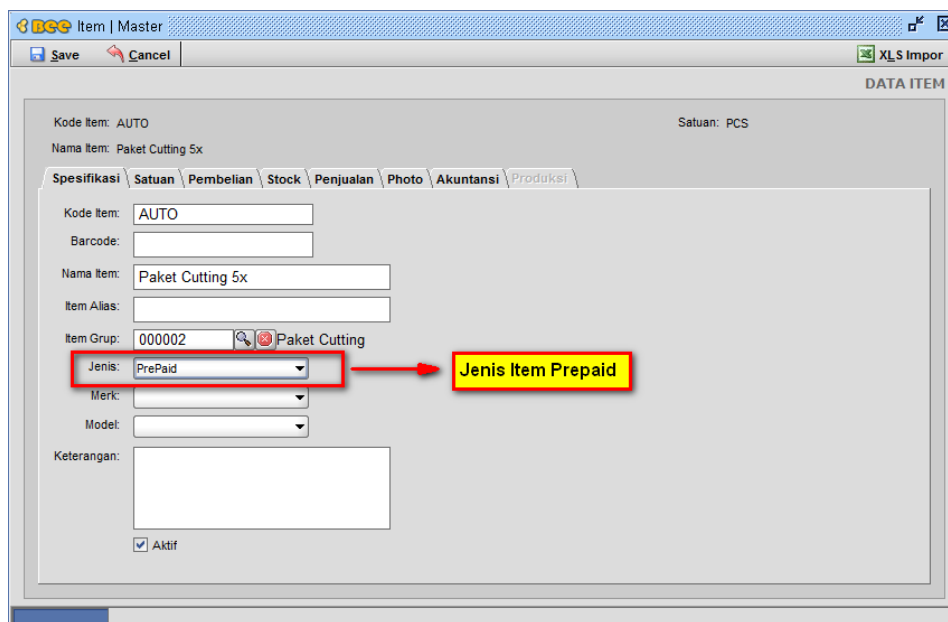 Bee Item | Master
Save Cancel XLS Impor
DATA ITEM
Kode Item: AUTO Satuan: PCS
Nama Item: Paket Cutting 5x
Spesifikasi Satuan Pembelian Stock Penjualan Photo Akuntansi Produksi
Kode Item: AUTO
Barcode:
Nama Item: Paket Cutting 5x
Item Alias:
Item Grup: 000002 Paket Cutting
Jenis: PrePaid Jenis Item Prepaid
Merk:
Model:
Keterangan:
Aktif